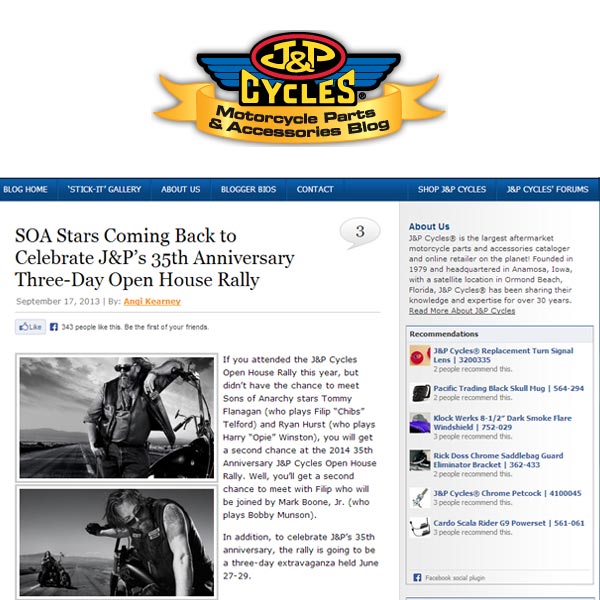 J&P
CYCLES®
Motorcycle Parts
& Accessories Blog
BLOG HOME
'STICK-IT' GALLERY
ABOUT US
BLOGGER BIOS
CONTACT
SHOP J&P CYCLES
J&P CYCLES' FORUMS
SOA Stars Coming Back to
Celebrate J&P's 35th Anniversary
Three-Day Open House Rally
3
September 17, 2013 | By: Angi Kearney
Like
343 people like this. Be the first of your friends.
If you attended the J&P Cycles
Open House Rally this year, but
didn't have the chance to meet
Sons of Anarchy stars Tommy
Flanagan (who plays Filip "Chibs"
Telford) and Ryan Hurst (who plays
Harry "Opie" Winston), you will get
a second chance at the 2014 35th
Anniversary J&P Cycles Open House
Rally. Well, you'll get a second
chance to meet with Filip who will
be joined by Mark Boone, Jr. (who
plays Bobby Munson).
In addition, to celebrate J&P's 35th
anniversary, the rally is going to be
a three-day extravaganza held June
27-29.
About Us
J&P Cycles® is the largest aftermarket
motorcycle parts and accessories cataloger
and online retailer on the planet! Founded in
1979 and headquartered in Anamosa, Iowa,
with a satellite location in Ormond Beach,
Florida, J&P Cycles® has been sharing their
knowledge and expertise for over 30 years.
Read More About J&P Cycles
Recommendations
J&P Cycles® Replacement Turn Signal
Lens | 3200335
2 people recommend this.
Pacific Trading Black Skull Mug | 564-294
2 people recommend this.
Klock Werks 8-1/2" Dark Smoke Flare
Windshield | 752-029
3 people recommend this.
Rick Doss Chrome Saddlebag Guard
Eliminator Bracket | 362-433
2 people recommend this.
J&P Cycles® Chrome Petcock | 4100045
3 people recommend this.
Cardo Scala Rider G9 Powerset | 561-061
3 people recommend this.
Facebook social plugin